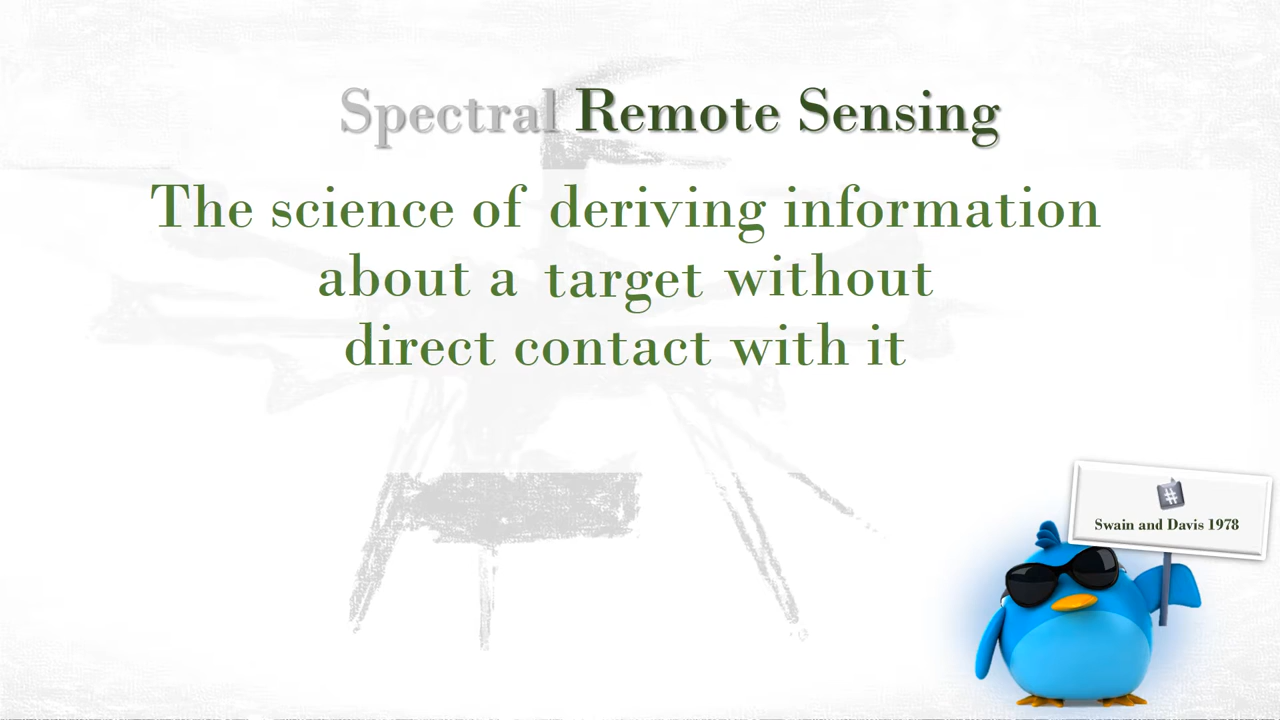 Spectral Remote Sensing
The science of deriving information
about a target without
direct contact with it
#
Swain and Davis 1978